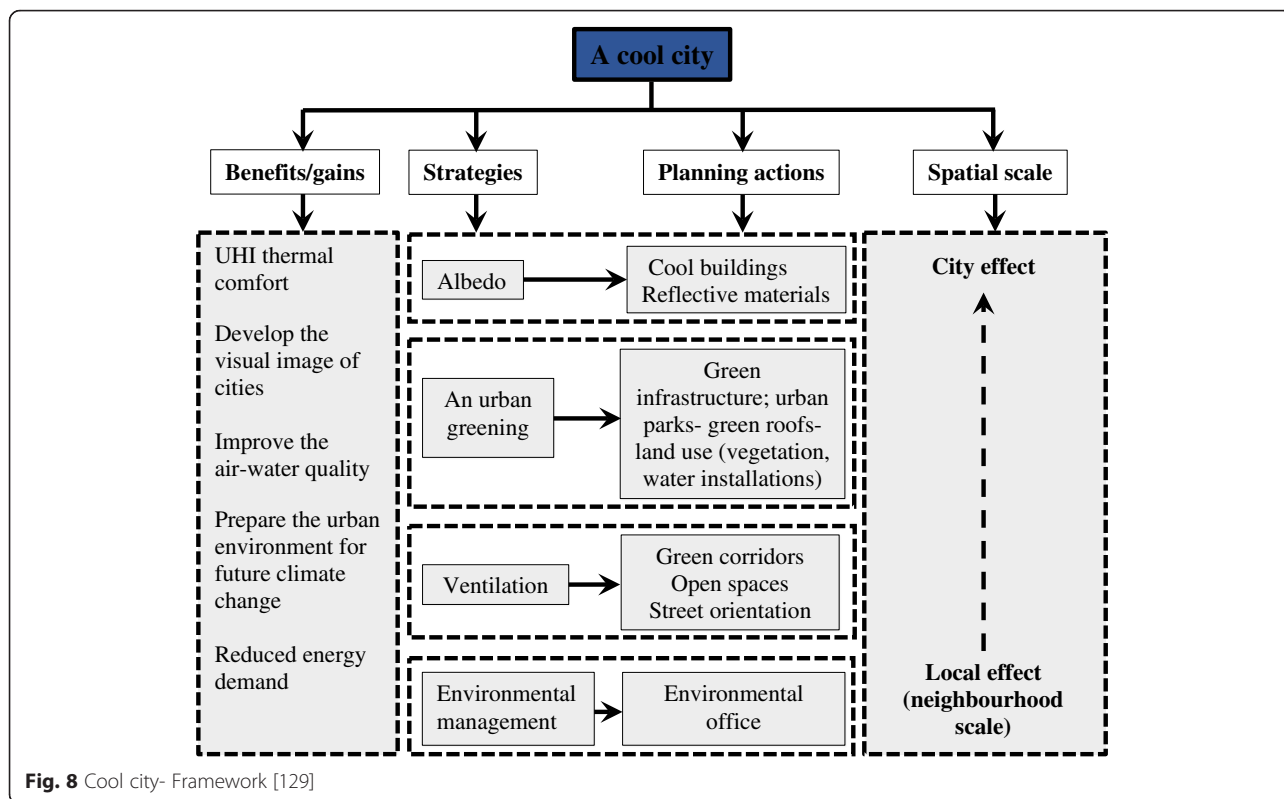 A cool city
Benefits/gains
Strategies
Planning actions
Spatial scale
UHI thermal
comfort
Develop the
visual image of
cities
Improve the
air-water quality
Prepare the urban
environment for
future climate
change
Reduced energy
demand
Albedo
Cool buildings
Reflective materials
An urban
greening
Green
infrastructure; urban
parks- green roofs-
land use (vegetation,
water installations)
Ventilation
Green corridors
Open spaces
Street orientation
Environmental
management
Environmental
office
City effect
Local effect
(neighbourhood
scale)
Fig. 8 Cool city- Framework [129]